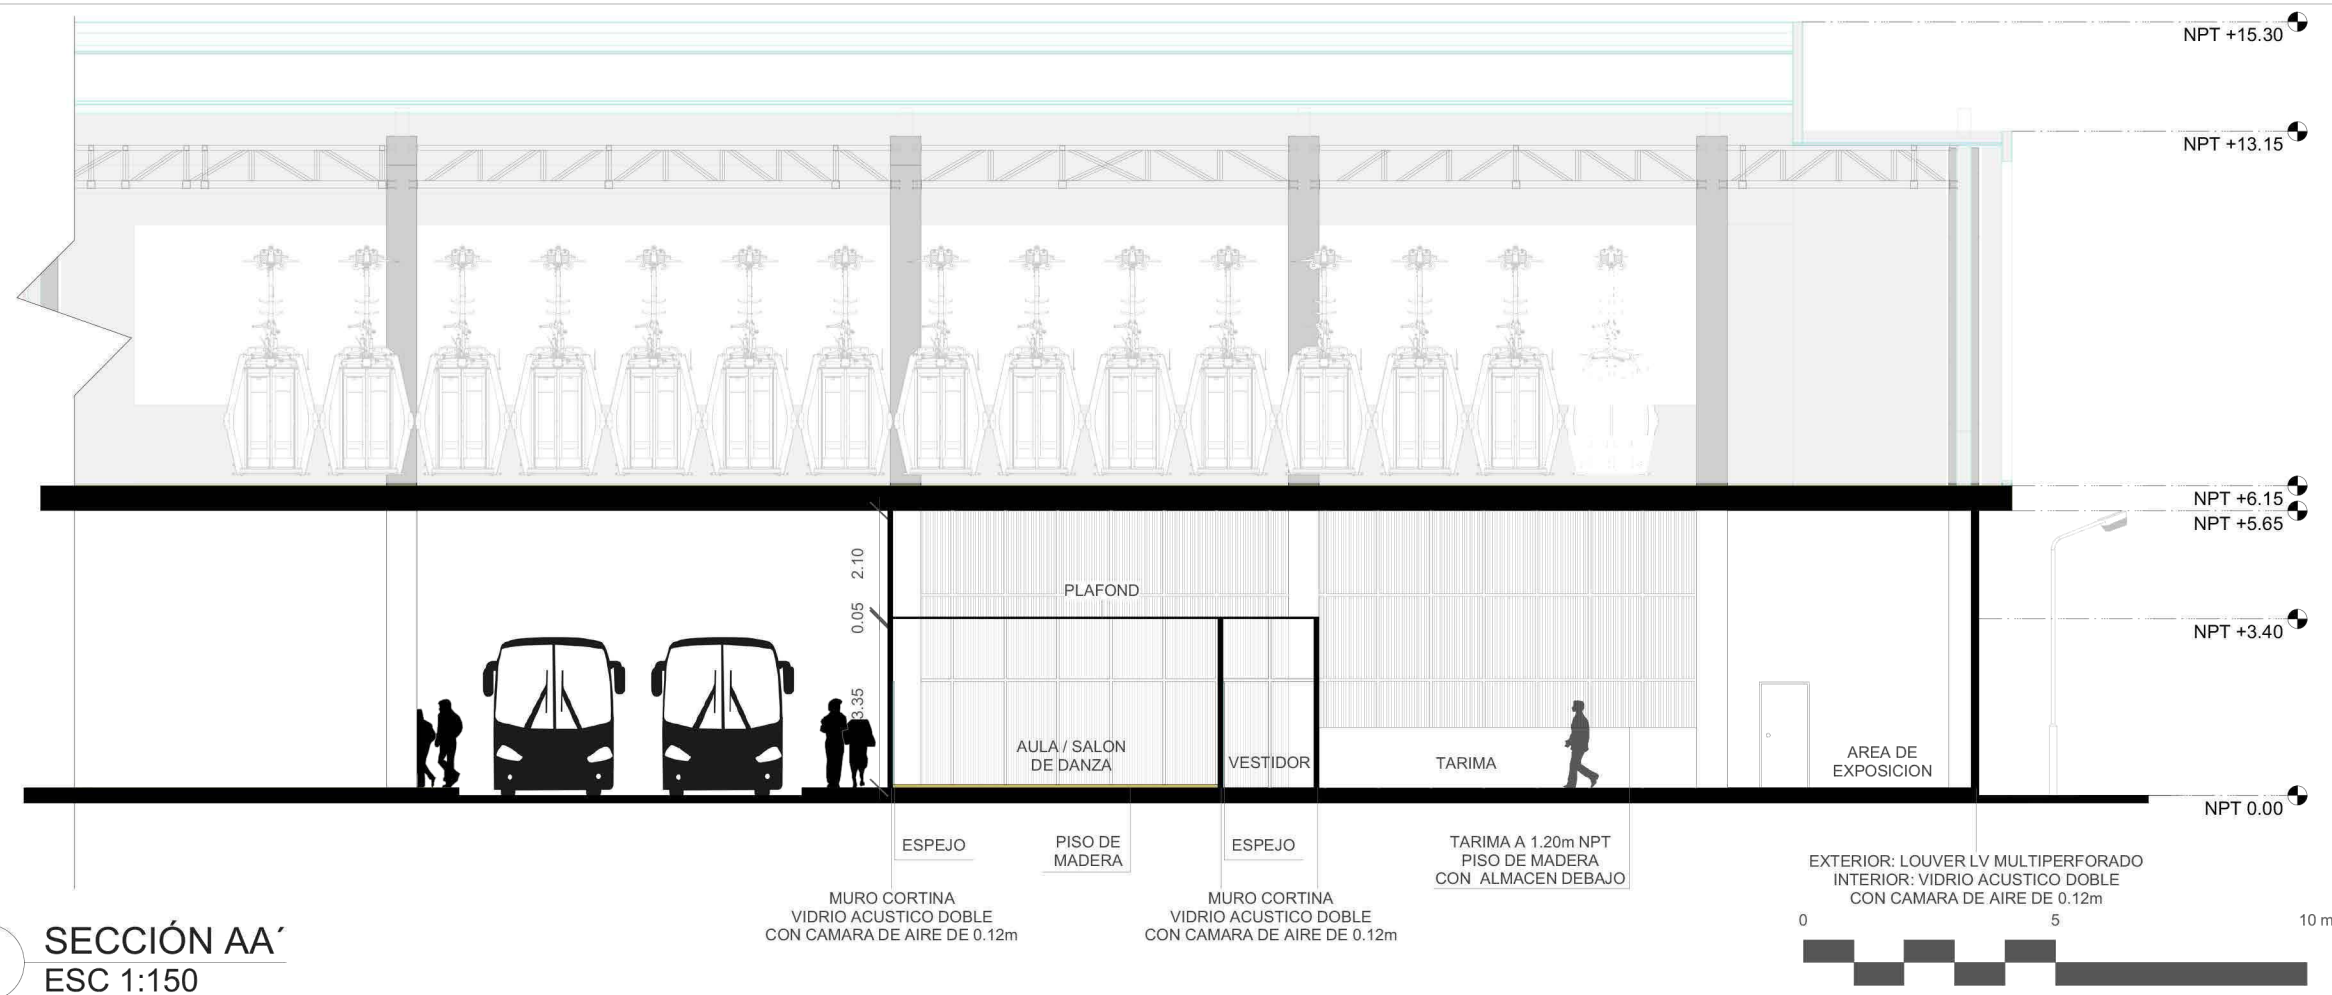 NPT +15.30
NPT +13.15
NPT +6.15
NPT +5.65
2.10
PLAFOND
0.05
NPT +3.40
3.35
AULA / SALON
DE DANZA
VESTIDOR
TARIMA
AREA DE
EXPOSICION
NPT 0.00
ESPEJO
PISO DE
MADERA
ESPEJO
TARIMA A 1.20m NPT
PISO DE MADERA
CON ALMACEN DEBAJO
EXTERIOR: LOUVER LV MULTIPERFORADO
INTERIOR: VIDRIO ACUSTICO DOBLE
CON CAMARA DE AIRE DE 0.12m
MURO CORTINA
VIDRIO ACUSTICO DOBLE
CON CAMARA DE AIRE DE 0.12m
MURO CORTINA
VIDRIO ACUSTICO DOBLE
CON CAMARA DE AIRE DE 0.12m
0 5 10 m
SECCIÓN AA´
ESC 1:150